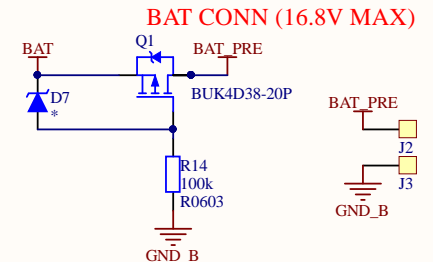 BAT CONN (16.8V MAX)
BAT
Q1
BAT_PRE
D7
*
BUK4D38-20P
BAT_PRE
J2
J3
R14
100k
R0603
GND_B
GND_B